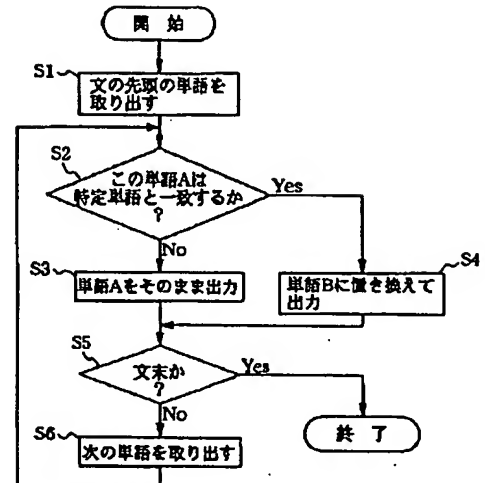 開始
S1
文の先頭の単語を
取り出す
S2
この単語Aは
特定単語と一致するか
?
Yes
No
S3
単語Aをそのまま出力
S4
単語Bに置き換えて
出力
S5
文末か
?
Yes
No
終了
S6
次の単語を取り出す